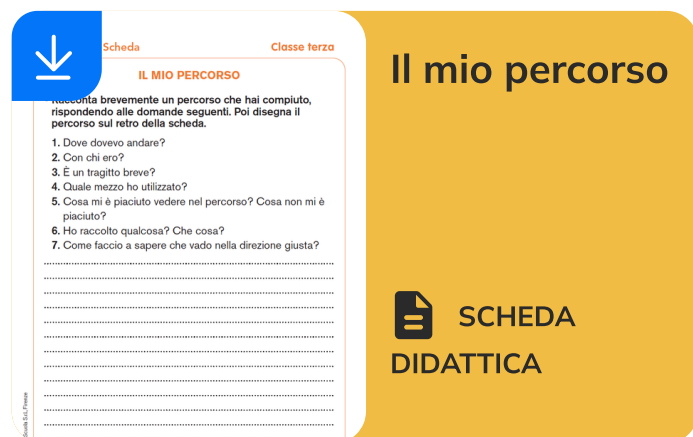 Scheda
Classe terza
IL MIO PERCORSO
Racconta brevemente un percorso che hai compiuto,
rispondendo alle domande seguenti. Poi disegna il
percorso sul retro della scheda.
1. Dove dovevo andare?
2. Con chi ero?
3. È un tragitto breve?
4. Quale mezzo ho utilizzato?
5. Cosa mi è piaciuto vedere nel percorso? Cosa non mi è
piaciuto?
6. Ho raccolto qualcosa? Che cosa?
7. Come faccio a sapere che vado nella direzione giusta?
Scuola S.r.l., Firenze
Il mio percorso
SCHEDA
DIDATTICA